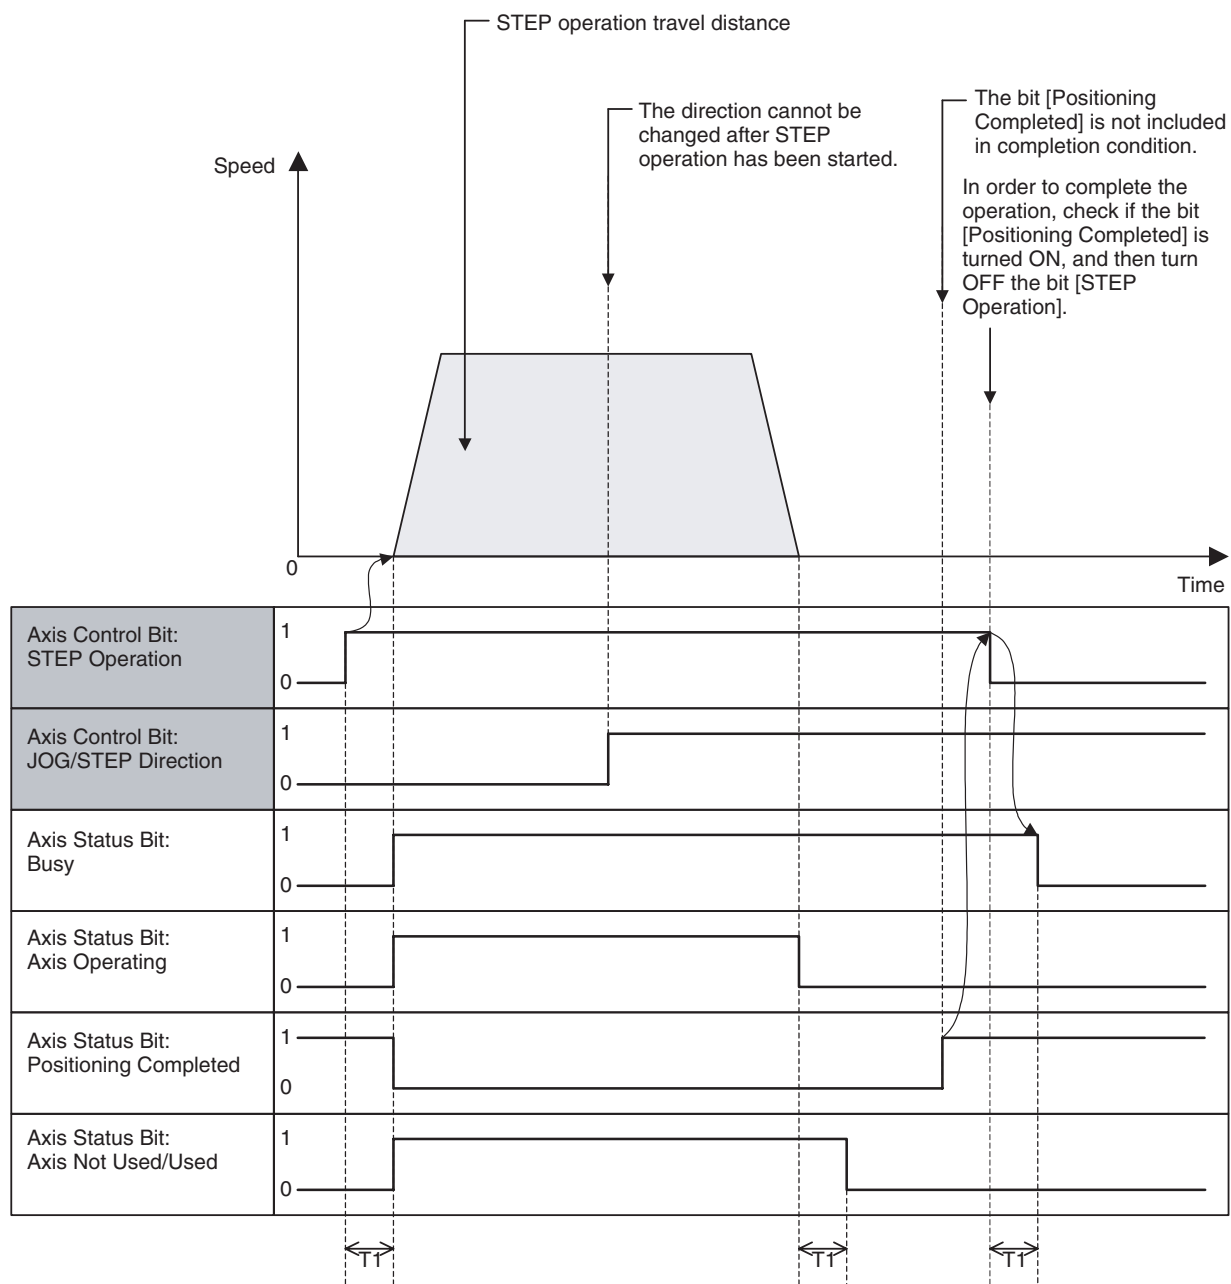 STEP operation travel distance
The direction cannot be
changed after STEP
operation has been started.
The bit [Positioning
Completed] is not included
in completion condition.
In order to complete the
operation, check if the bit
[Positioning Completed] is
turned ON, and then turn
OFF the bit [STEP
Operation].
Speed
0
Time
Axis Control Bit:
STEP Operation
1
0
Axis Control Bit:
JOG/STEP Direction
1
0
Axis Status Bit:
Busy
1
0
Axis Status Bit:
Axis Operating
1
0
Axis Status Bit:
Positioning Completed
1
0
Axis Status Bit:
Axis Not Used/Used
1
0
T1
T1
T1